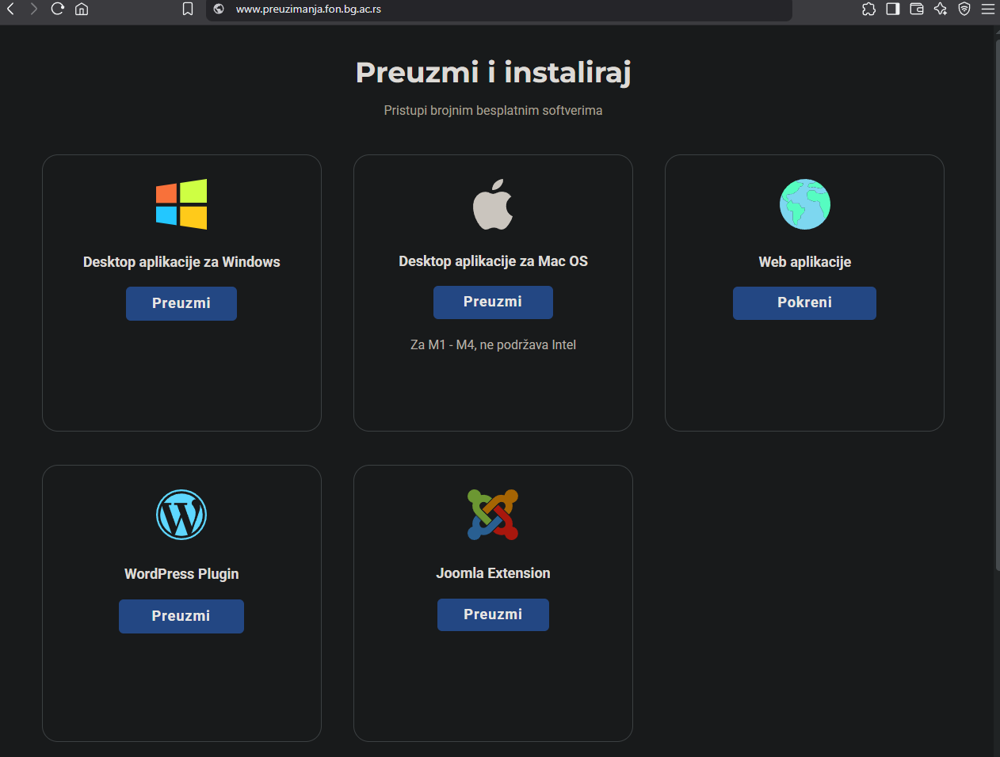 www.preuzimanja.fon.bg.ac.rs
Preuzmi i instaliraj
Pristupi brojnim besplatnim softverima
Desktop aplikacije za Windows
Preuzmi
Desktop aplikacije za Mac OS
Preuzmi
Za M1 - M4, ne podržava Intel
Web aplikacije
Pokreni
WordPress Plugin
Preuzmi
Joomla Extension
Preuzmi